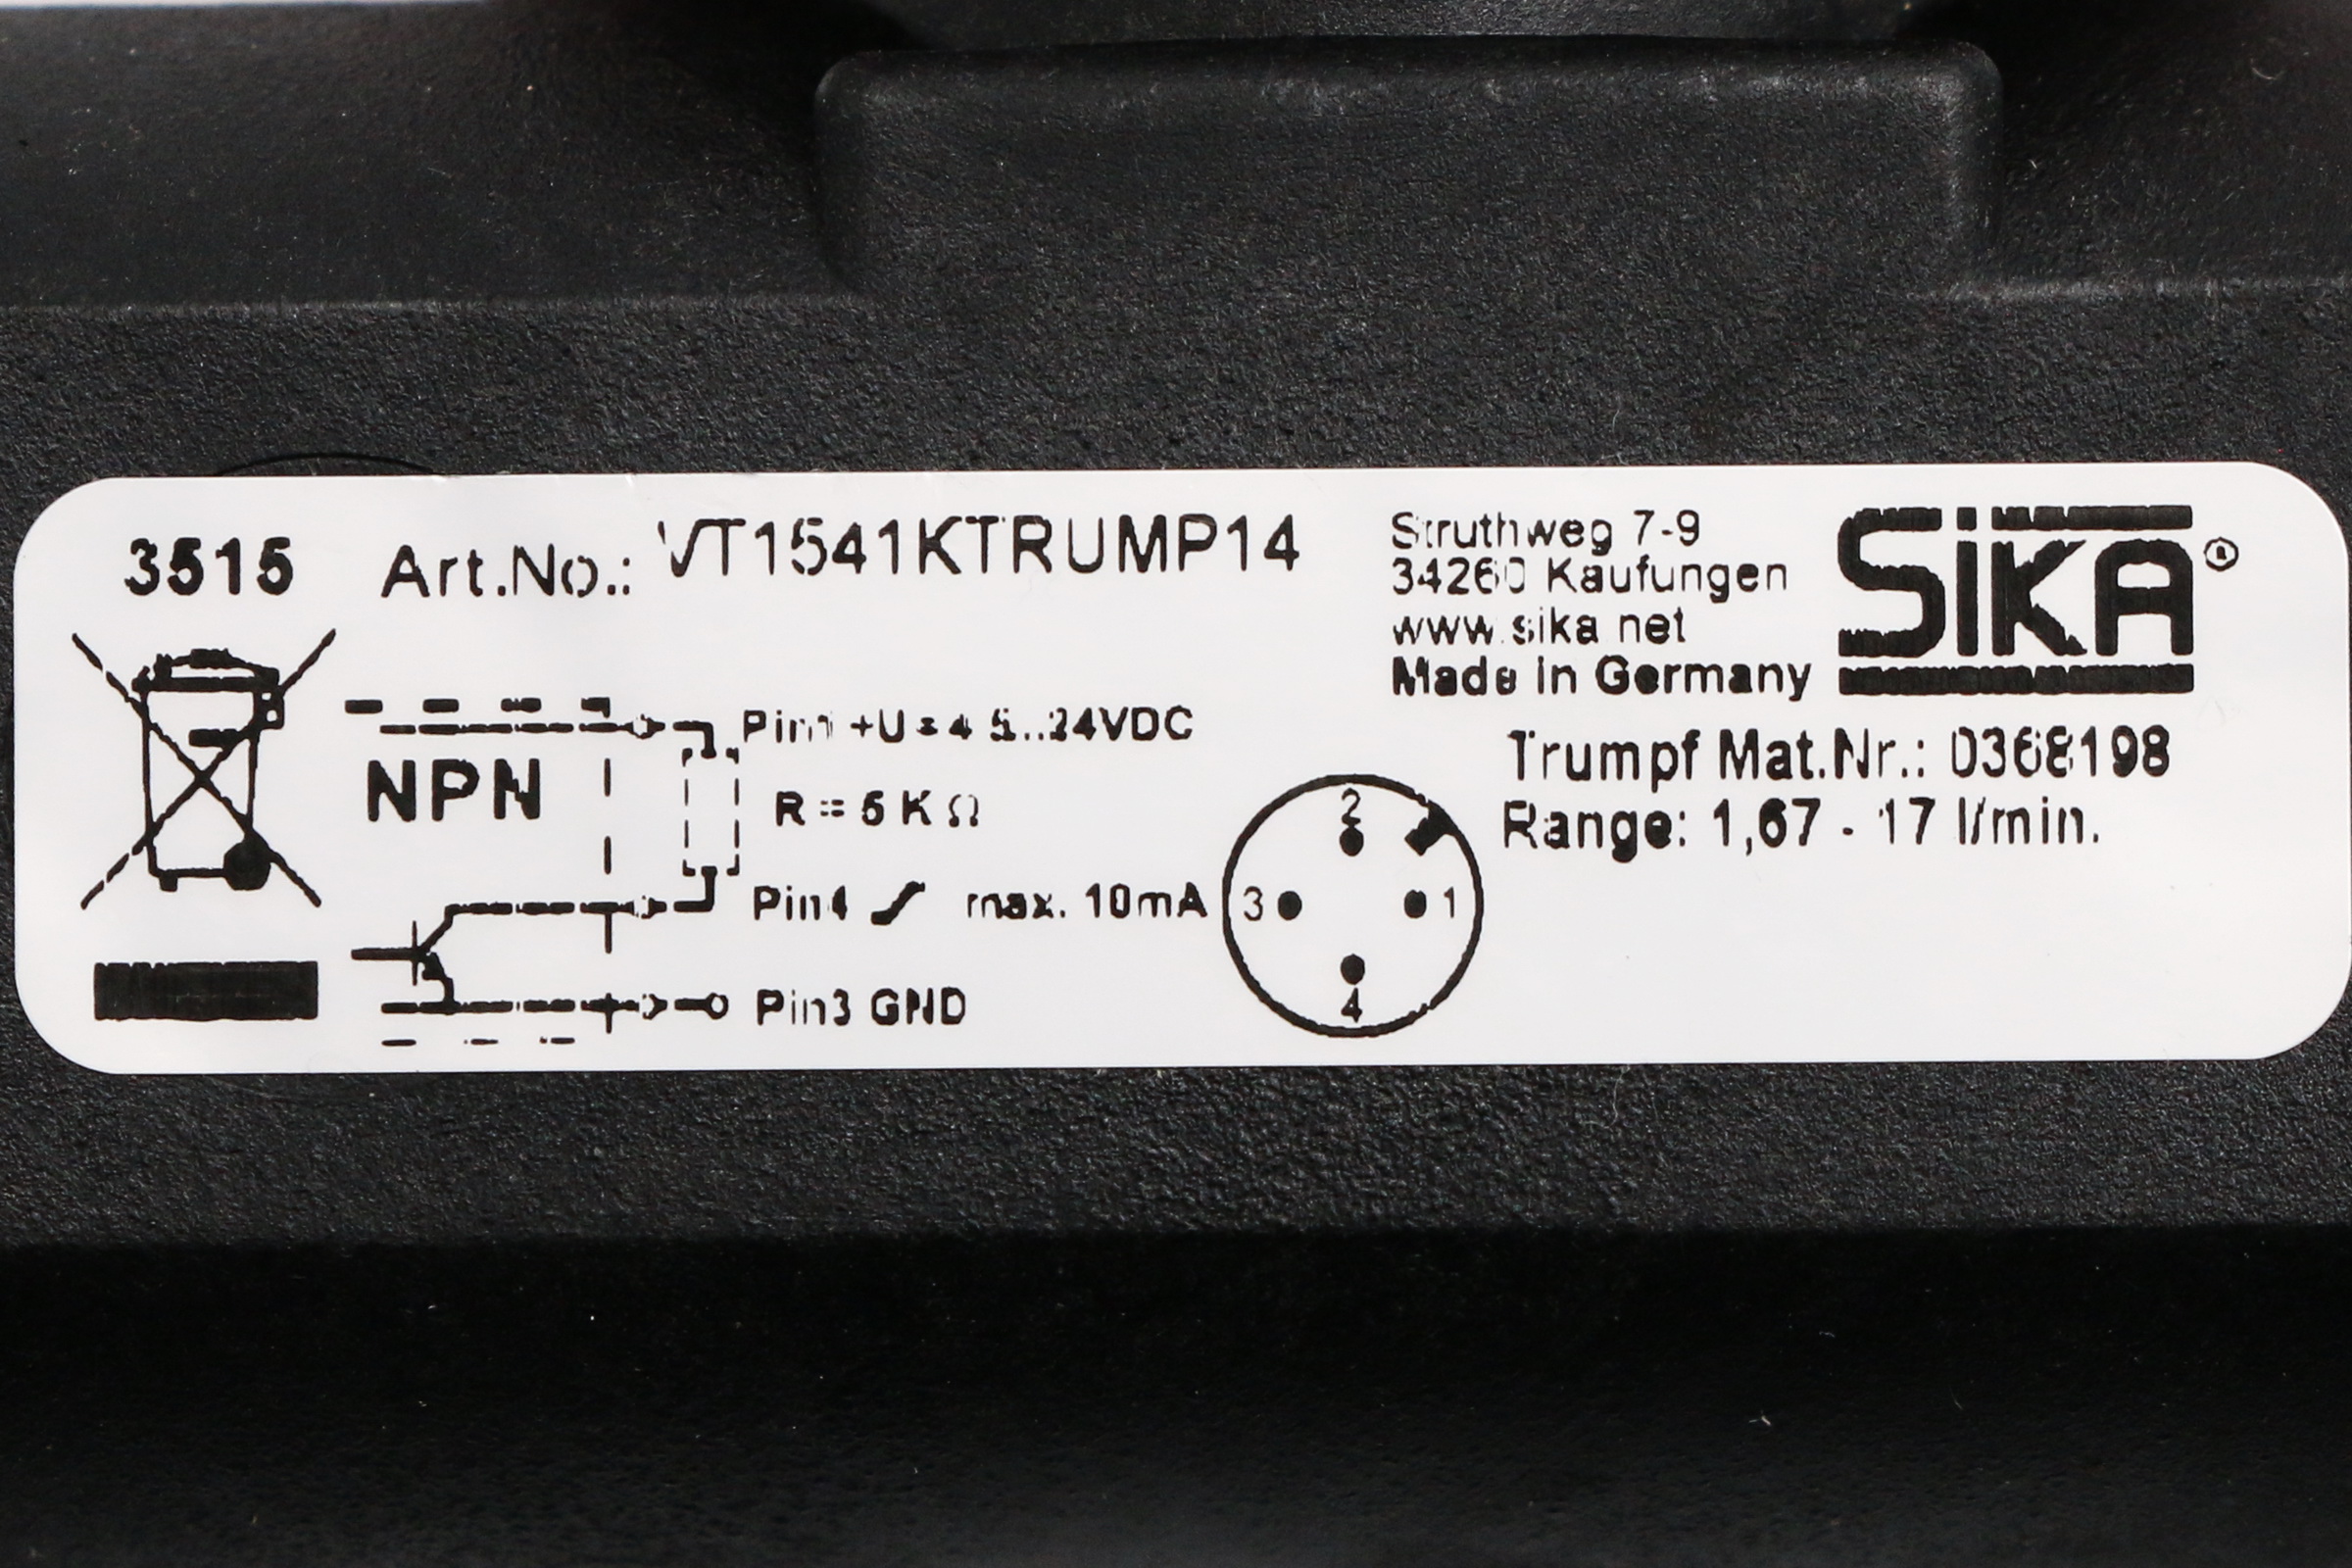 3515 Art.No.: VT1541KTRUMP14
Struthweg 7-9
34260 Kaufungen
www.sika.net
Made in Germany
SiKA®
Pin1 +U=4.5..24VDC
NPN
R = 5 K Ω
Pin4 max. 10mA
Pin3 GND
2
3 1
4
Trumpf Mat.Nr.: 0368198
Range: 1,67 - 17 l/min.